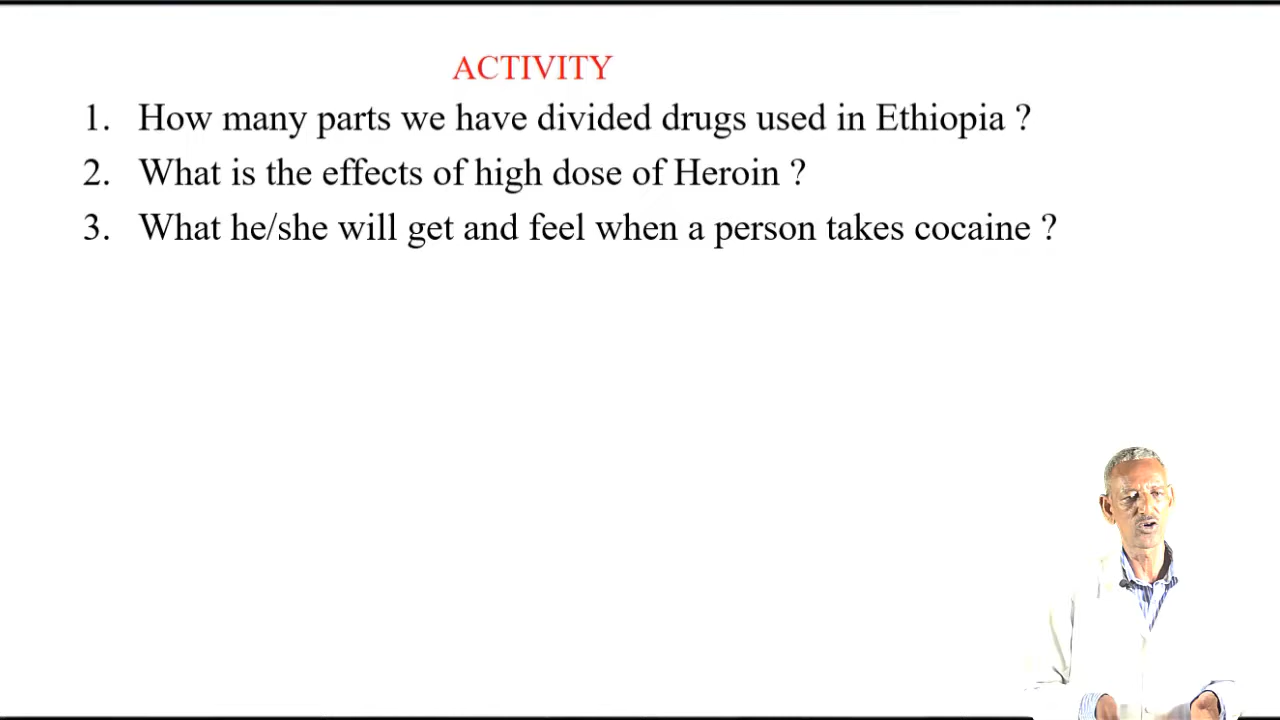 ACTIVITY
1. How many parts we have divided drugs used in Ethiopia ?
2. What is the effects of high dose of Heroin ?
3. What he/she will get and feel when a person takes cocaine ?